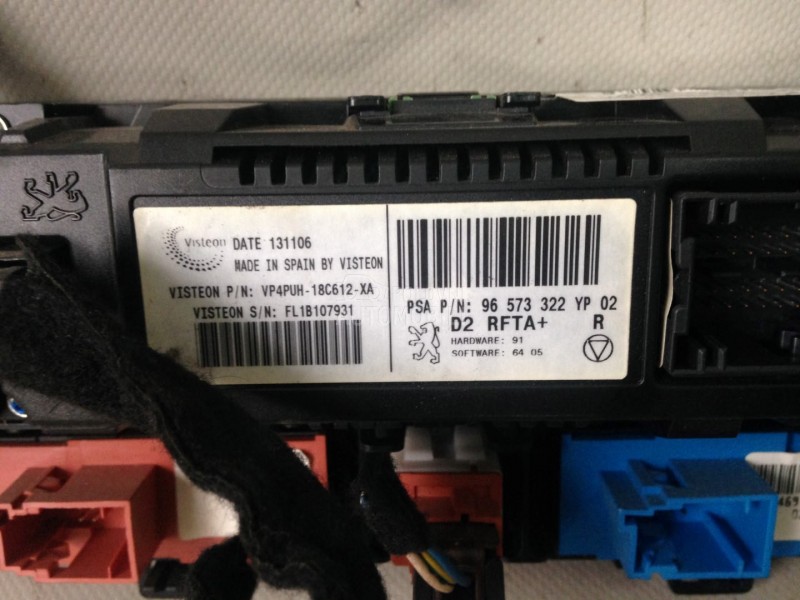 Visteon
DATE 131106
MADE IN SPAIN BY VISTEON
VISTEON P/N: VP4PUH-18C612-XA
VISTEON S/N: FL1B107931
PSA P/N: 96 573 322 YP 02
D2 RFTA+ R
HARDWARE: 91
SOFTWARE: 64 05